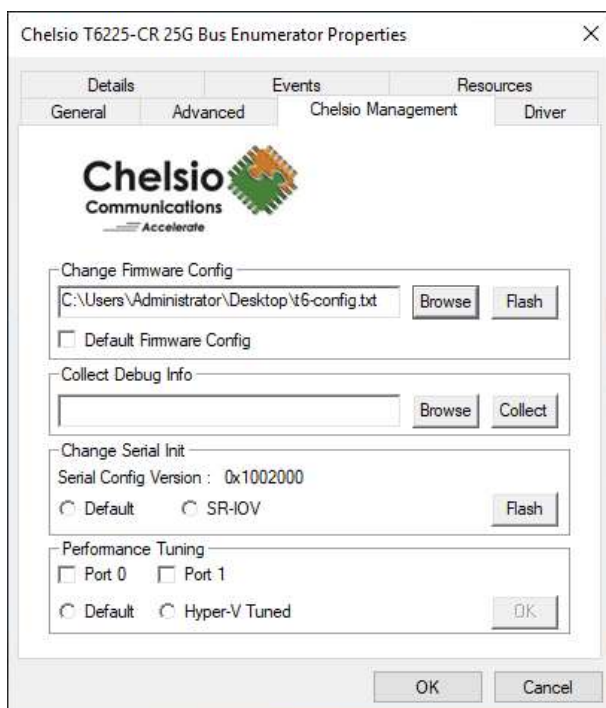 Chelsio T6225-CR 25G Bus Enumerator Properties
Details Events Resources
General Advanced Chelsio Management Driver
Chelsio
Communications
Accelerate
Change Firmware Config
C:\Users\Administrator\Desktop\t6-config.txt Browse Flash
Default Firmware Config
Collect Debug Info
Browse Collect
Change Serial Init
Serial Config Version : 0x1002000
Default SR-IOV Flash
Performance Tuning
Port 0 Port 1
Default Hyper-V Tuned OK
OK Cancel